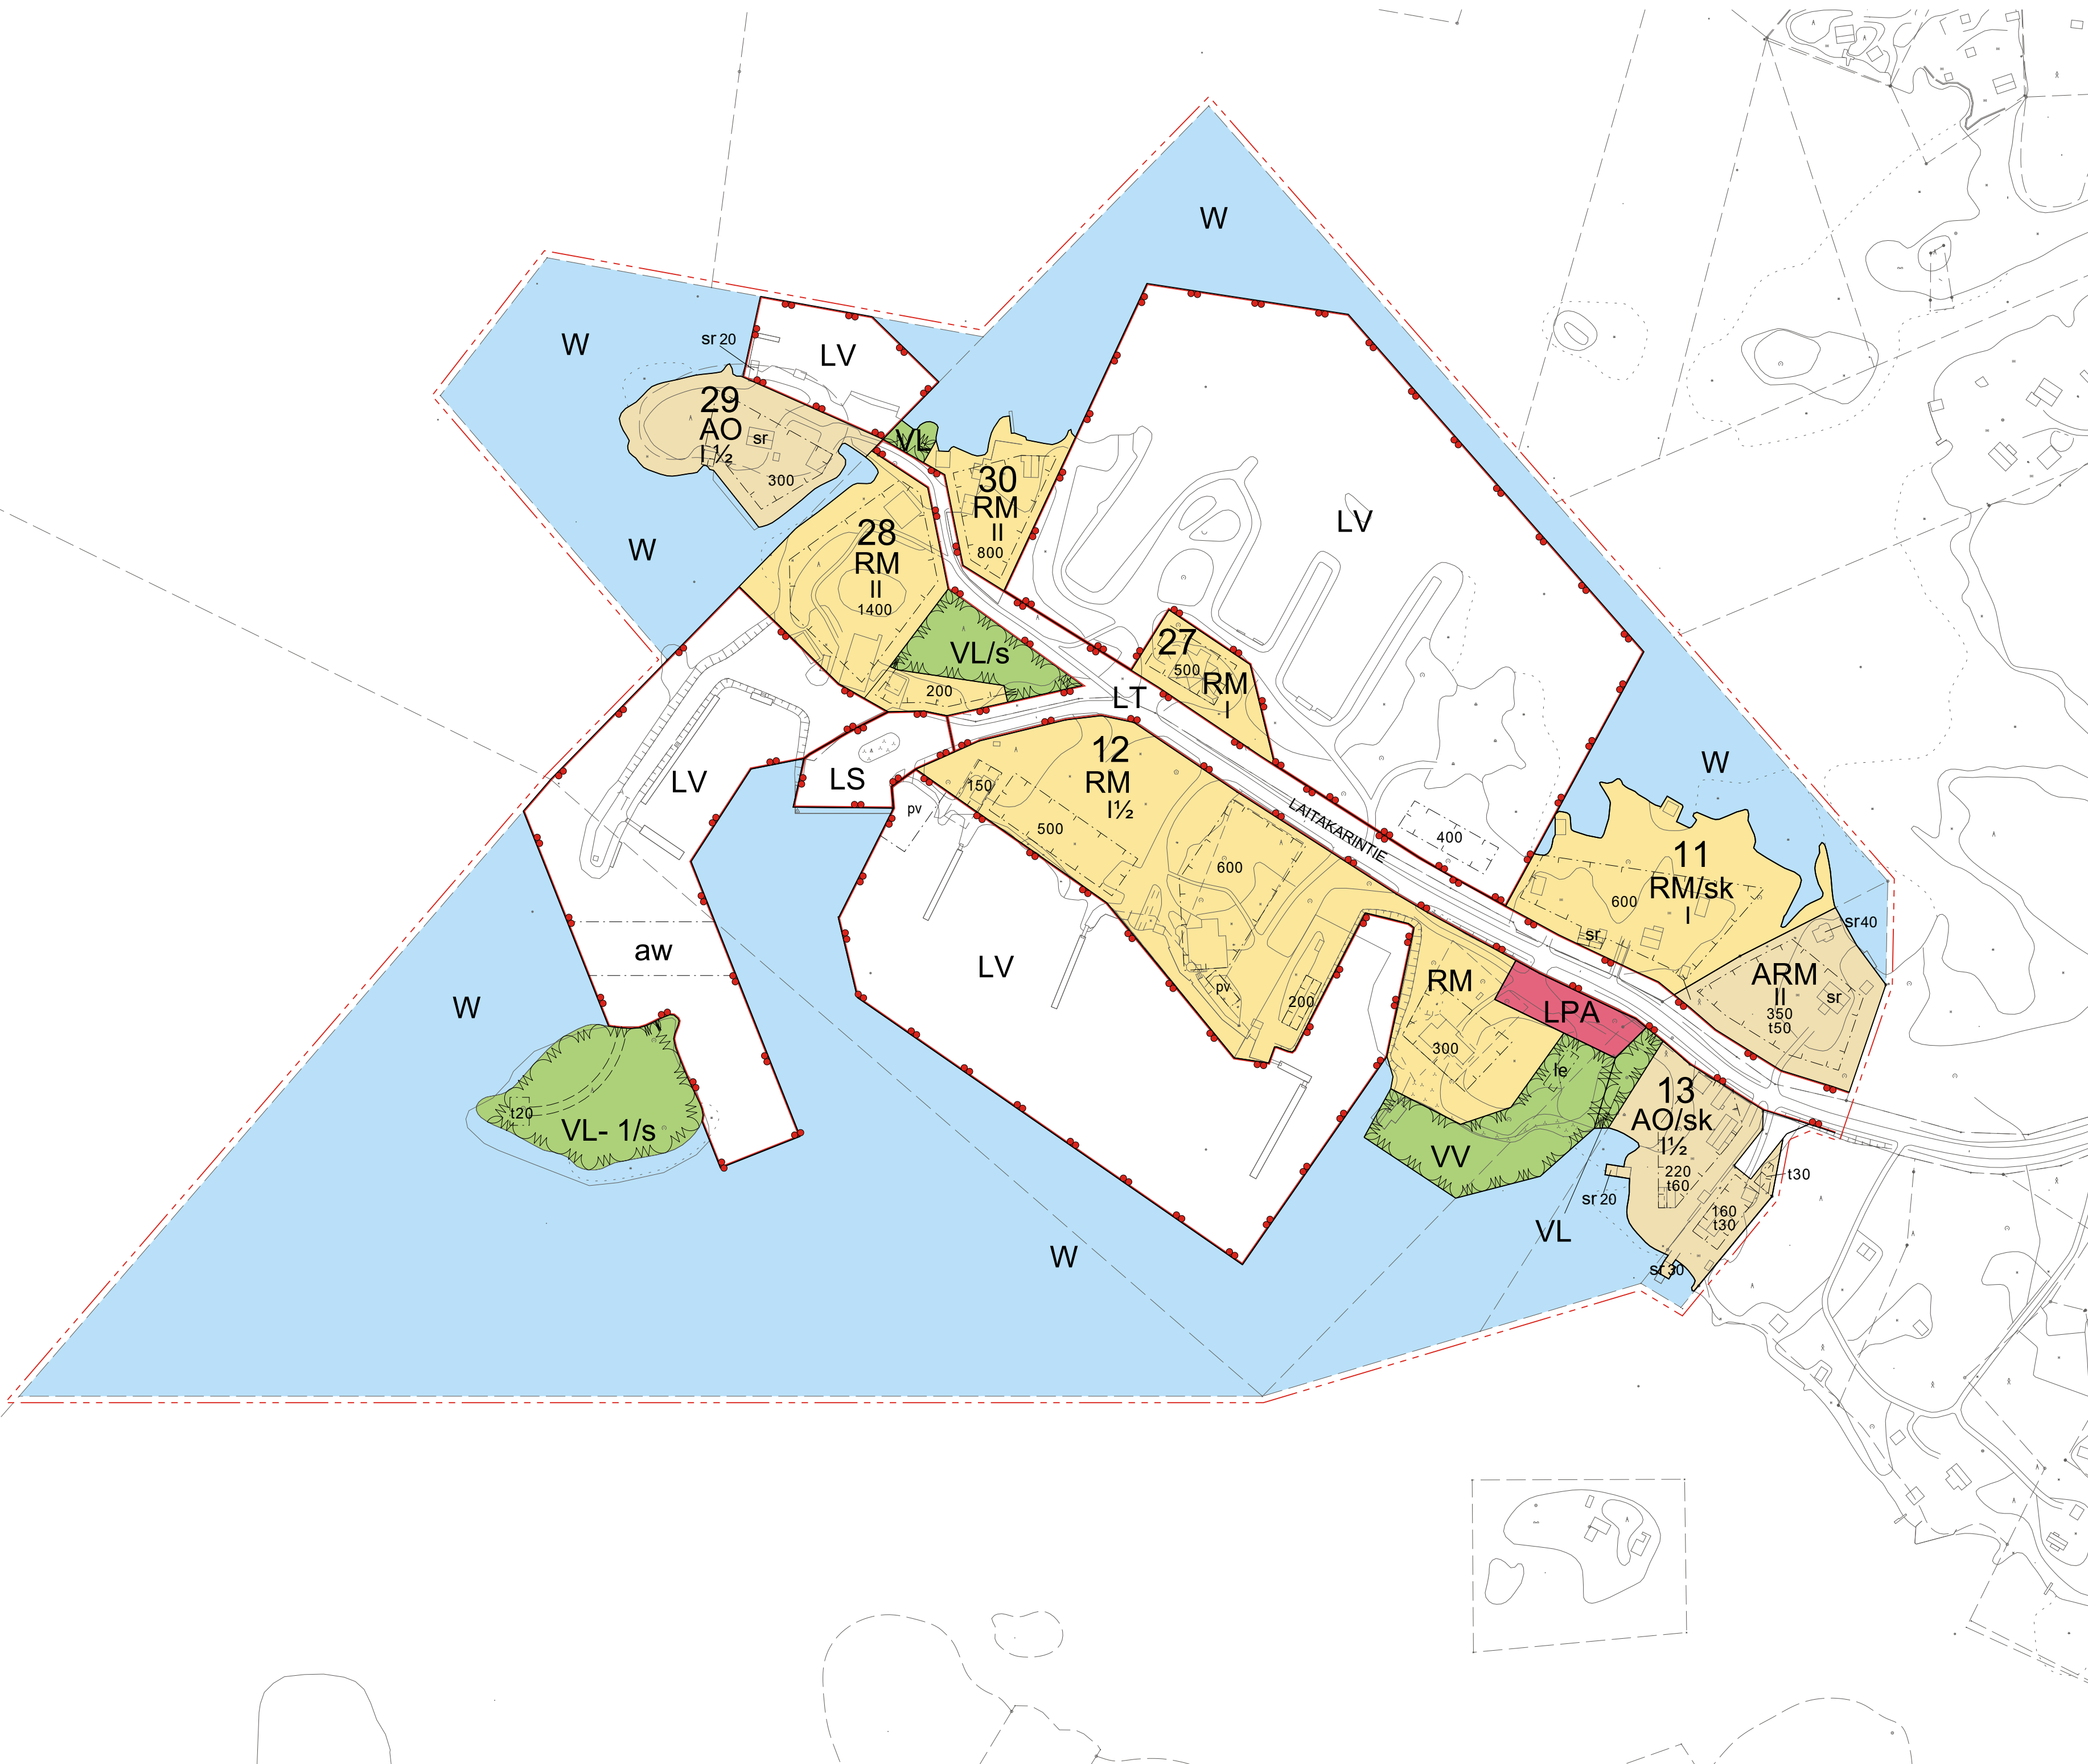 W
W
sr 20
LV
29
AO
I ½
sr
300
VL
30
RM
II
800
LV
W
28
RM
II
1400
VL/s
200
27
500
RM
I
LT
12
RM
I½
LV
LS
pv
150
500
600
LAITAKARINTIE
400
W
11
RM/sk
I
600
sr
sr40
aw
W
LV
pv
200
RM
300
LPA
ARM
II
350
t50
sr
le
t20
VL- 1/s
VV
13
AO/sk
I½
220
t60
t30
sr 20
160
t30
VL
W
sr 30